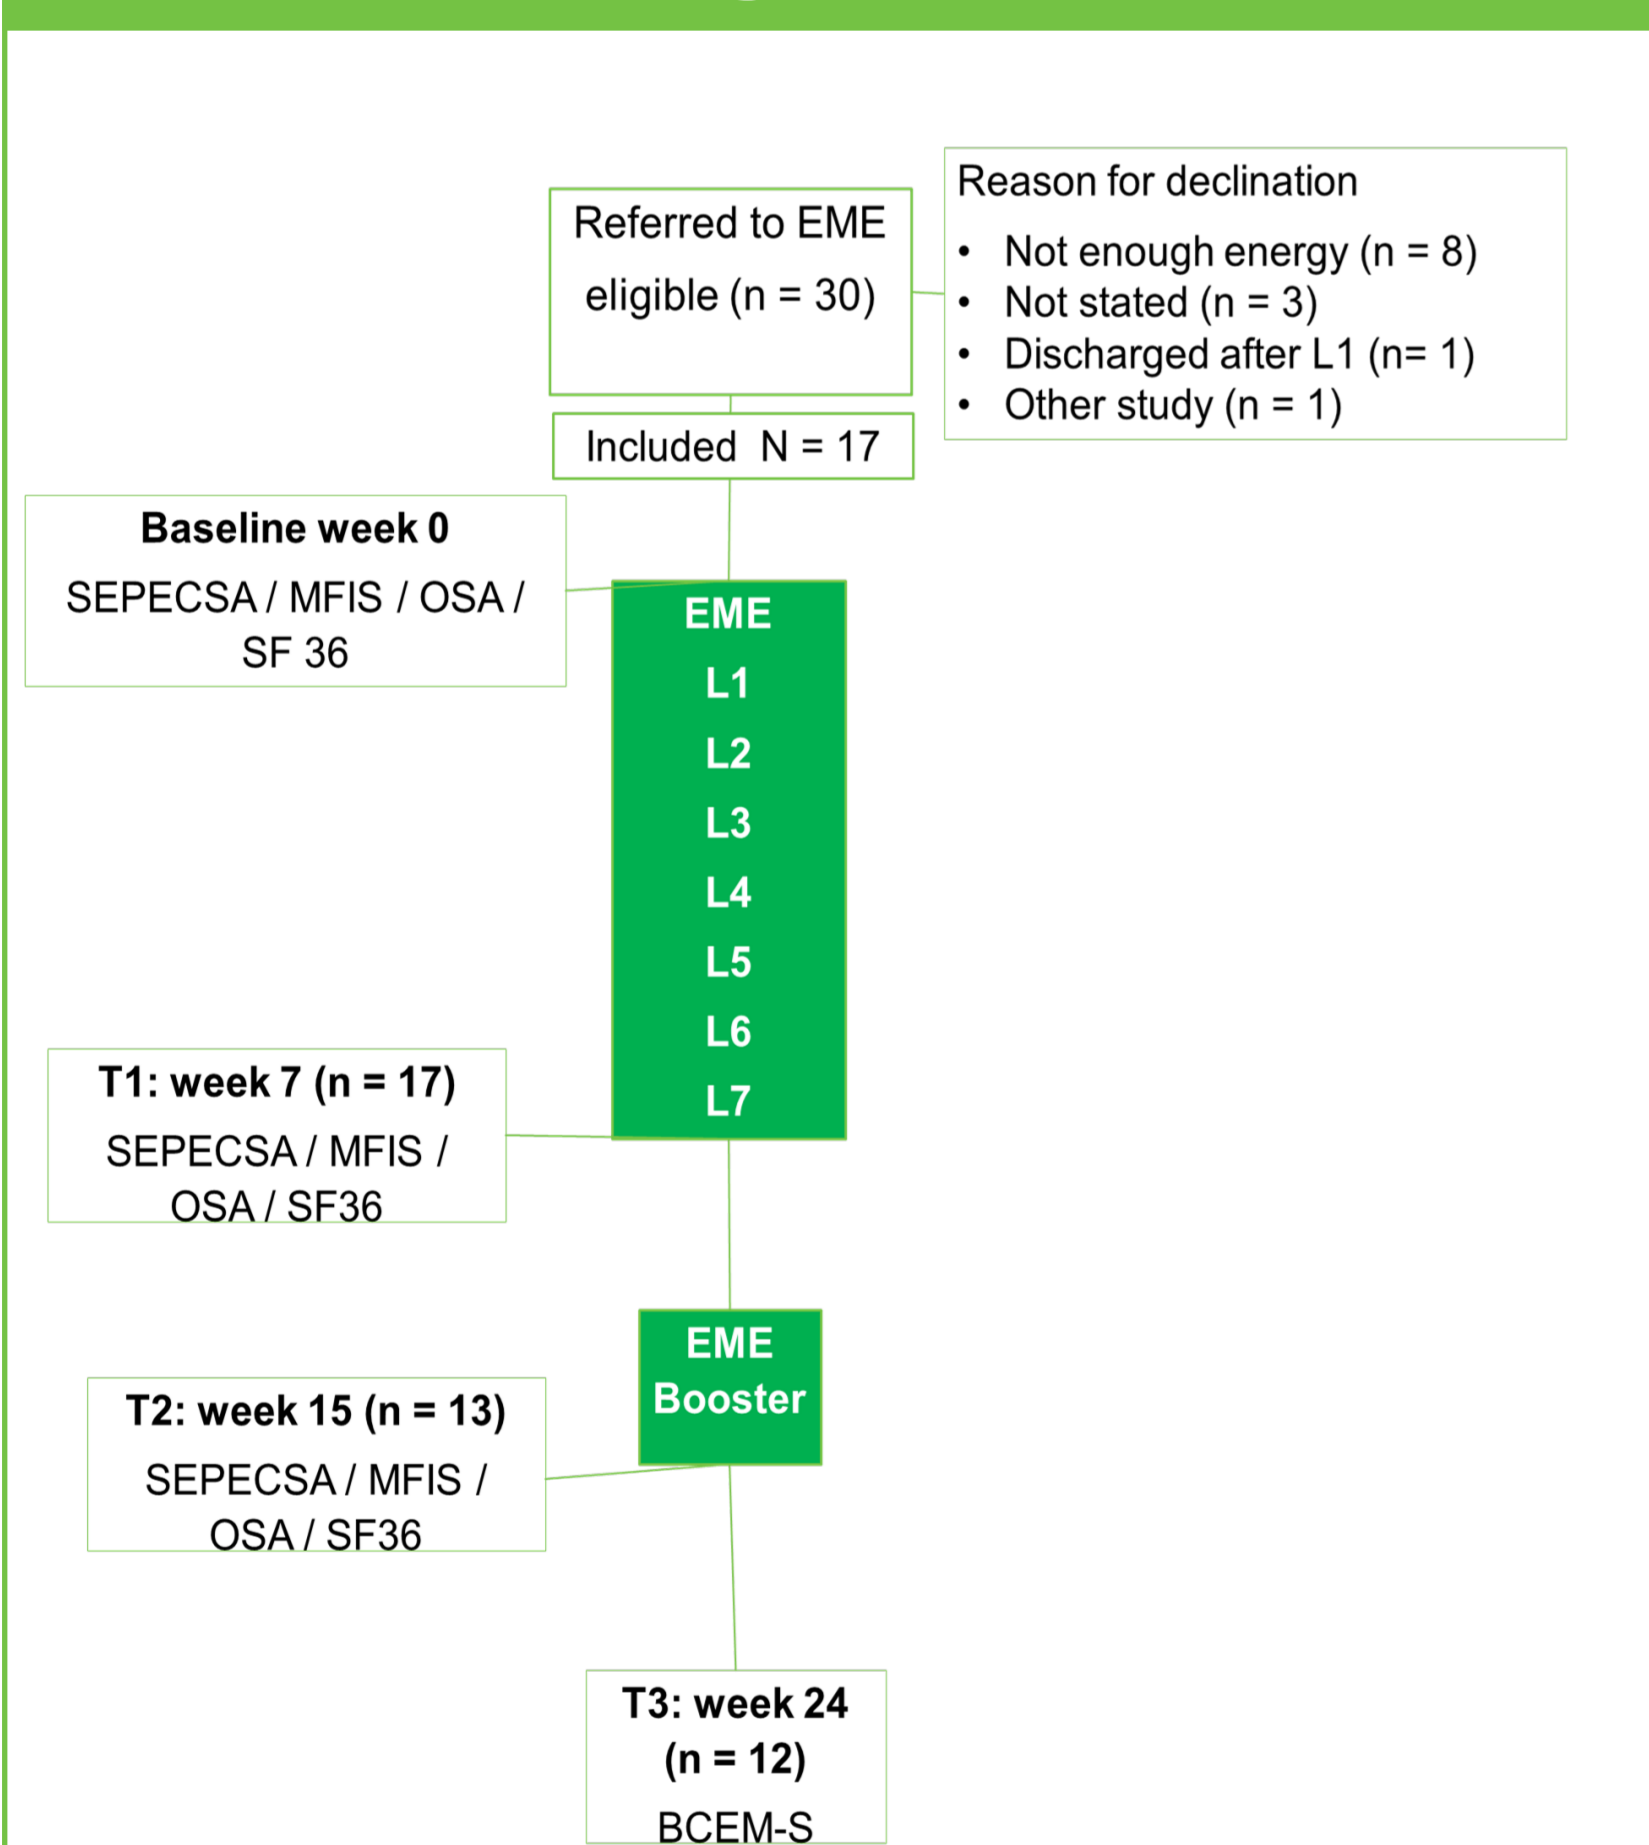 Referred to EME
eligible (n = 30)
Reason for declination
• Not enough energy (n = 8)
• Not stated (n = 3)
• Discharged after L1 (n= 1)
• Other study (n = 1)
Included N = 17
Baseline week 0
SEPECSA / MFIS / OSA /
SF 36
EME
L1
L2
L3
L4
L5
L6
L7
T1: week 7 (n = 17)
SEPECSA / MFIS /
OSA / SF36
EME
Booster
T2: week 15 (n = 13)
SEPECSA / MFIS /
OSA / SF36
T3: week 24
(n = 12)
BCEM-S